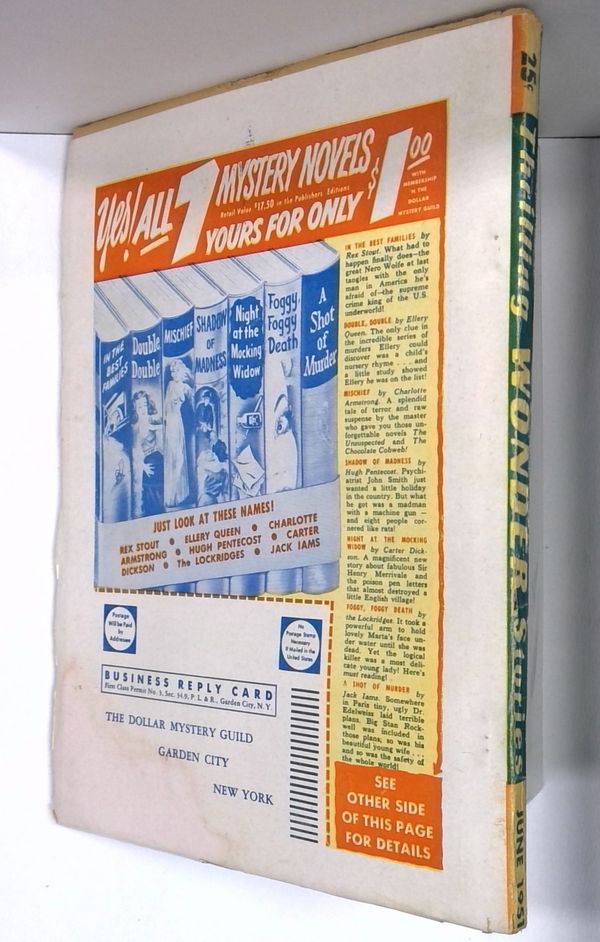 Yes! ALL 7 MYSTERY NOVELS
Retail Value $17.50 in the Publishers Editions
YOURS FOR ONLY $1.00
WITH
MEMBERSHIP
IN THE
DOLLAR
MYSTERY GUILD
IN THE
BEST
FAMILIES
Double
Double
MISCHIEF
SHADOW
OF
MADNESS
Night
at the
Mocking
Widow
Foggy,
Foggy
Death
A
Shot
of
Murder
JUST LOOK AT THESE NAMES!
REX STOUT • ELLERY QUEEN • CHARLOTTE
ARMSTRONG • HUGH PENTECOST • CARTER
DICKSON • The LOCKRIDGES • JACK IAMS
IN THE BEST FAMILIES by
Rex Stout. What had to
happen finally does—the
great Nero Wolfe at last
tangles with the only
man in America he's
afraid of—the supreme
crime king of the U.S.
underworld!
DOUBLE, DOUBLE by Ellery
Queen. The only clue in
the incredible series of
murders Ellery could
discover was a child's
nursery rhyme . . . and
a little study showed
Ellery he was on the list!
MISCHIEF by Charlotte
Armstrong. A splendid
tale of terror and raw
suspense by the master
who gave you those un-
forgettable novels The
Unsuspected and The
Chocolate Cobweb!
SHADOW OF MADNESS by
Hugh Pentecost. Psychi-
atrist John Smith just
wanted a little holiday
in the country. But what
he got was a madman
with a machine gun —
and eight people cor-
nered like rats!
NIGHT AT THE MOCKING
WIDOW by Carter Dick-
son. A magnificent new
story about fabulous Sir
Henry Merrivale and
the poison pen letters
that almost destroyed a
little English village!
FOGGY, FOGGY DEATH by
the Lockridges. It took a
powerful arm to hold
lovely Marta's face un-
der water until she was
dead. Yet the logical
killer was a most deli-
cate young lady! Here's
must reading!
A SHOT OF MURDER by
Jack Iams. Somewhere
in Paris tiny, ugly Dr.
Edelweiss laid terrible
plans. Big Stan Rock-
well was included in
those plans, so was his
beautiful young wife . . .
and so was the safety of
the whole world!
SEE
OTHER SIDE
OF THIS PAGE
FOR DETAILS
Postage
Will be Paid
by
Addressee
No
Postage Stamp
Necessary
If Mailed in the
United States
BUSINESS REPLY CARD
First Class Permit No. 3, Sec. 34.9, P. L. & R., Garden City, N. Y.
THE DOLLAR MYSTERY GUILD
GARDEN CITY
NEW YORK
25¢ Thrilling WONDER Stories JUNE 1951